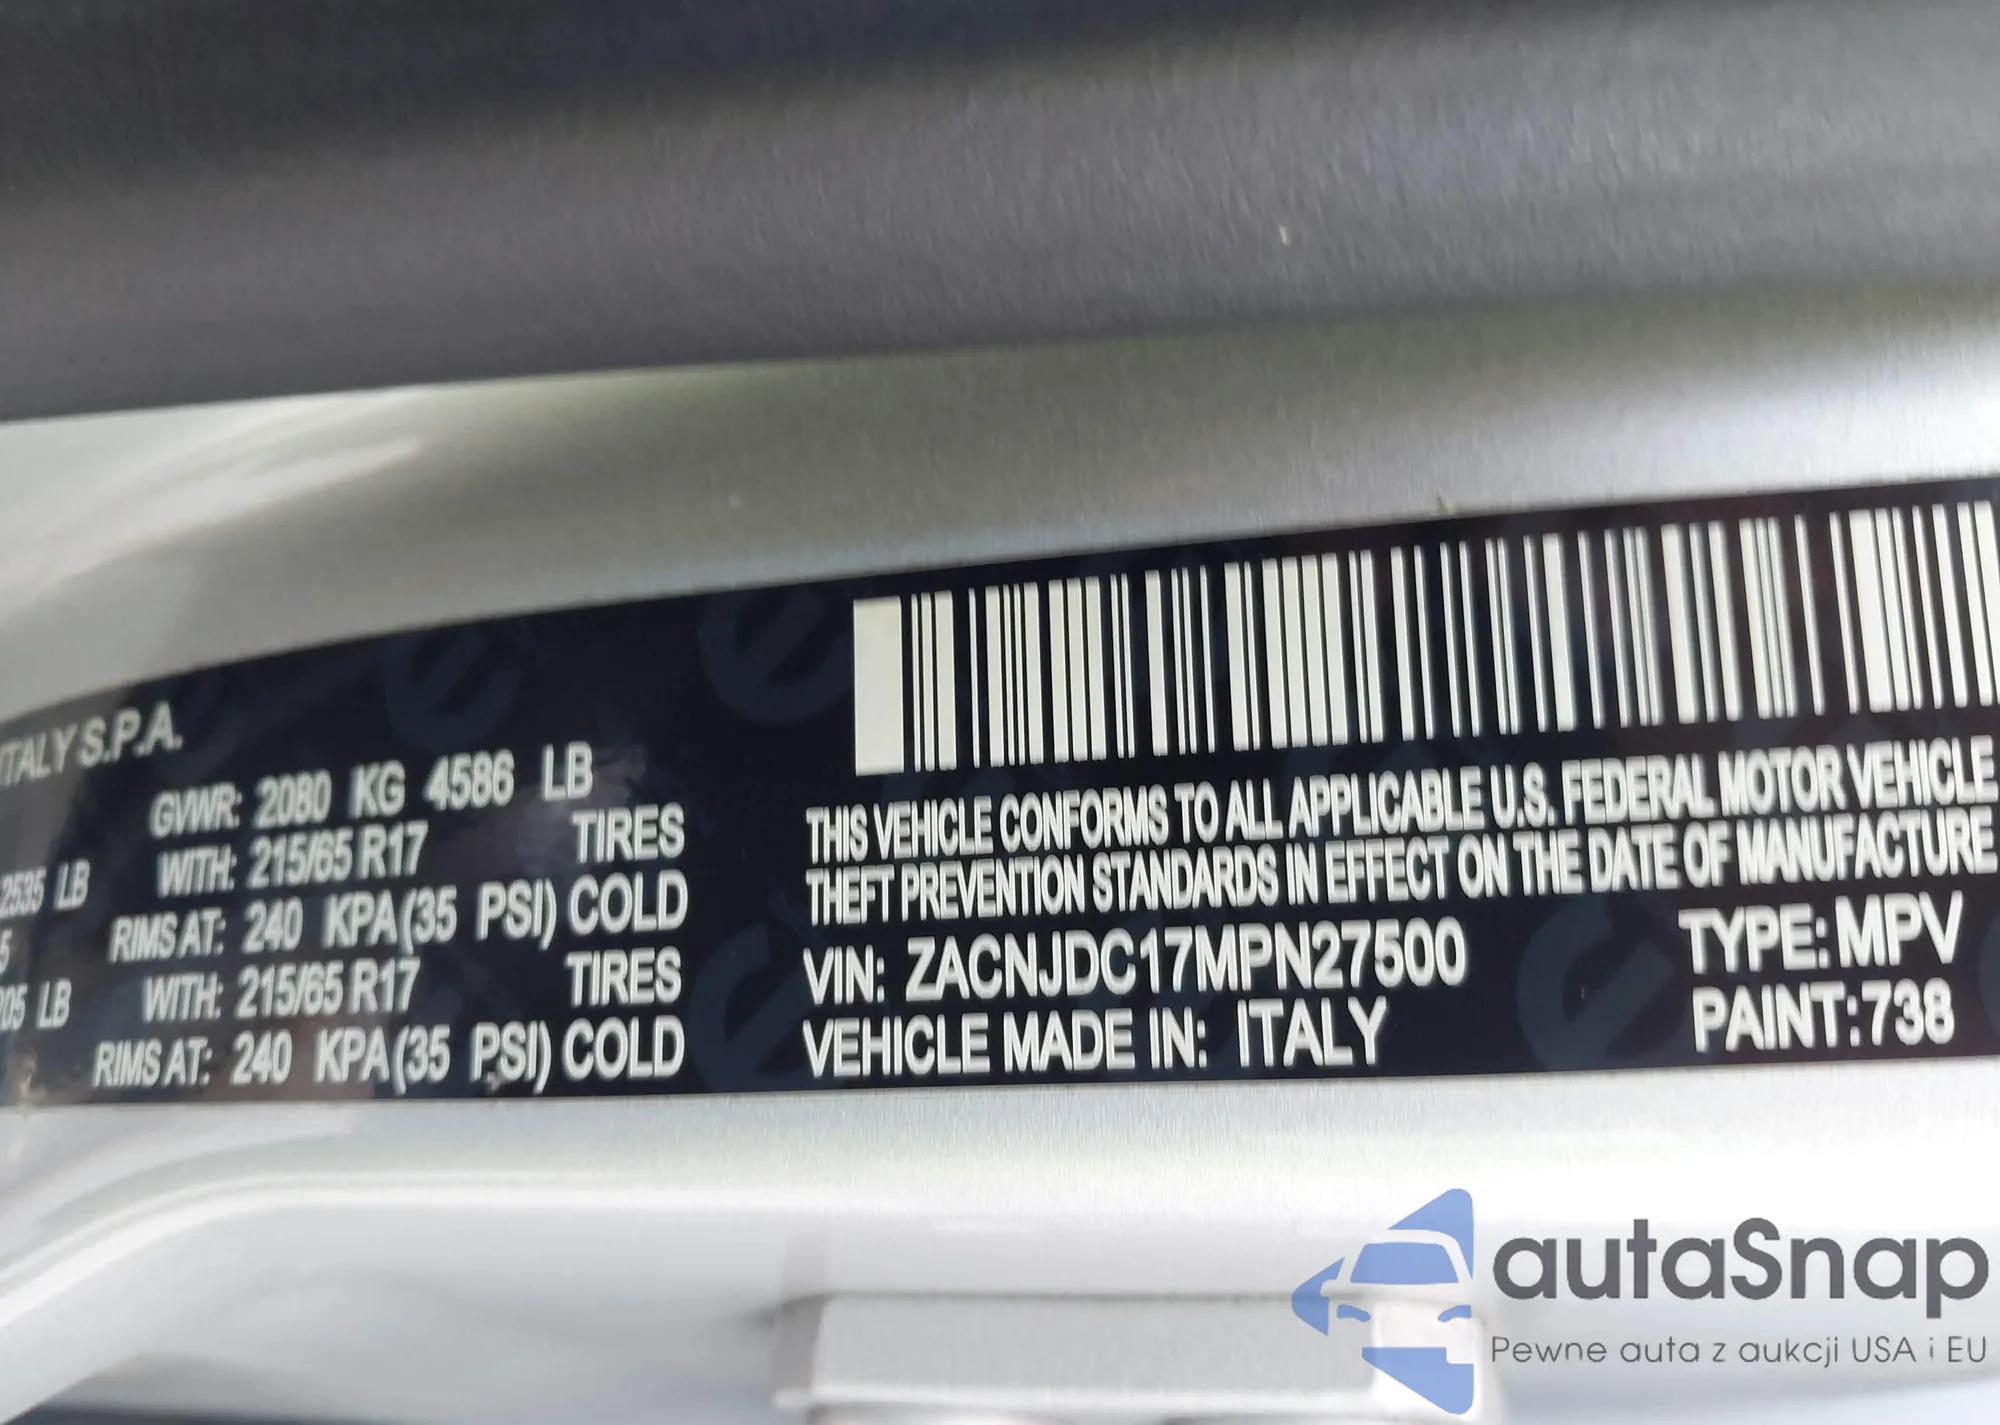 ITALY S.P.A.
GVWR: 2080 KG 4586 LB
2535 LB WITH: 215/65 R17 TIRES
5 RIMS AT: 240 KPA(35 PSI) COLD
205 LB WITH: 215/65 R17 TIRES
RIMS AT: 240 KPA(35 PSI) COLD
THIS VEHICLE CONFORMS TO ALL APPLICABLE U.S. FEDERAL MOTOR VEHICLE
THEFT PREVENTION STANDARDS IN EFFECT ON THE DATE OF MANUFACTURE
VIN: ZACNJDC17MPN27500 TYPE: MPV
VEHICLE MADE IN: ITALY PAINT:738
autaSnap
Pewne auta z aukcji USA i EU